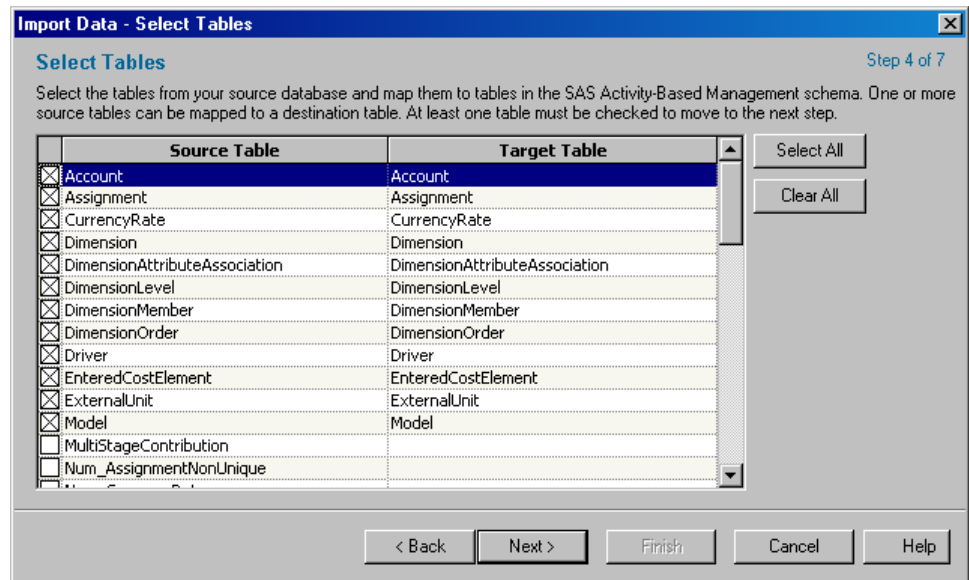 Import Data - Select Tables
Select Tables
Step 4 of 7
Select the tables from your source database and map them to tables in the SAS Activity-Based Management schema. One or more
source tables can be mapped to a destination table. At least one table must be checked to move to the next step.
Source Table Target Table
Select All
Account Account
Assignment Assignment
Clear All
CurrencyRate CurrencyRate
Dimension Dimension
DimensionAttributeAssociation DimensionAttributeAssociation
DimensionLevel DimensionLevel
DimensionMember DimensionMember
DimensionOrder DimensionOrder
Driver Driver
EnteredCostElement EnteredCostElement
ExternalUnit ExternalUnit
Model Model
MultiStageContribution
Num_AssignmentNonUnique
< Back Next > Finish Cancel Help